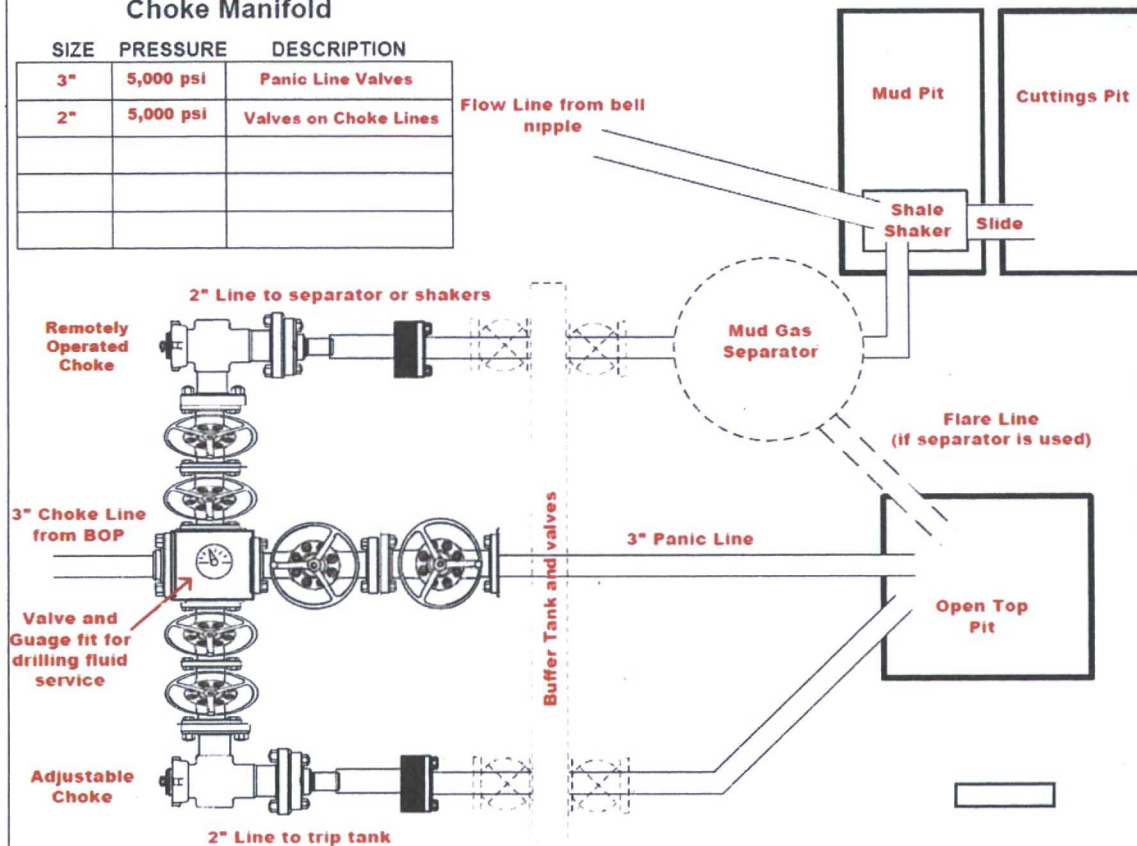 Choke Manifold
SIZE PRESSURE DESCRIPTION
3" 5,000 psi Panic Line Valves
2" 5,000 psi Valves on Choke Lines
Flow Line from bell
nipple
Mud Pit
Cuttings Pit
Shale
Shaker
Slide
2" Line to separator or shakers
Remotely
Operated
Choke
Mud Gas
Separator
Flare Line
(if separator is used)
3" Choke Line
from BOP
Buffer Tank and valves
3" Panic Line
Valve and
Guage fit for
drilling fluid
service
Open Top
Pit
Adjustable
Choke
2" Line to trip tank